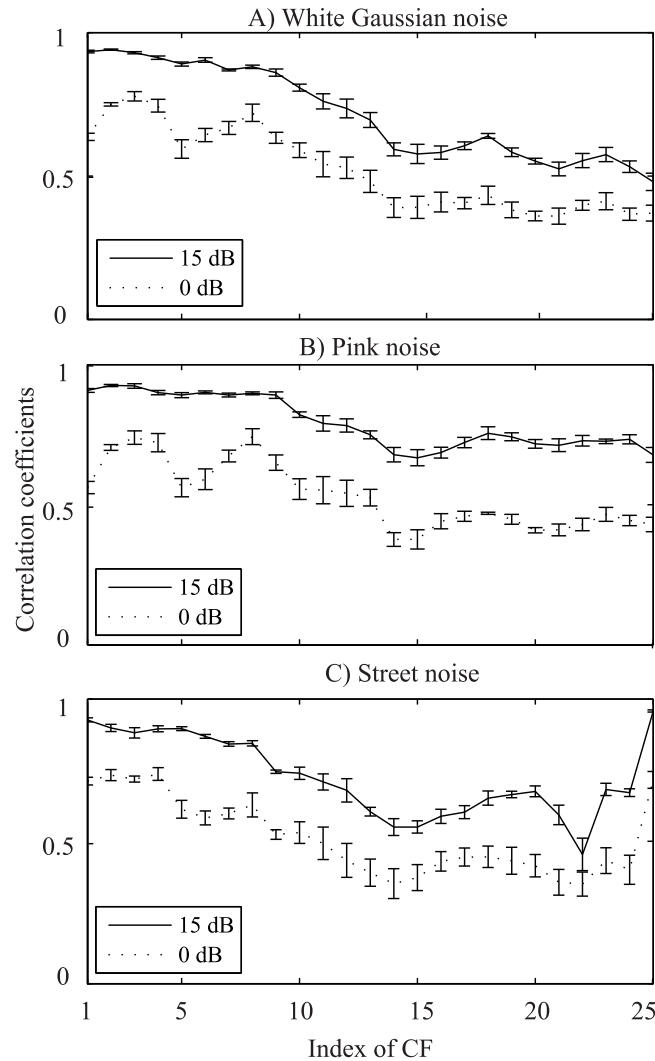 A) White Gaussian noise
1
0.5
0
15 dB
0 dB
B) Pink noise
1
0.5
0
15 dB
0 dB
C) Street noise
1
0.5
0
15 dB
0 dB
1 5 10 15 20 25
Index of CF
Correlation coefficients